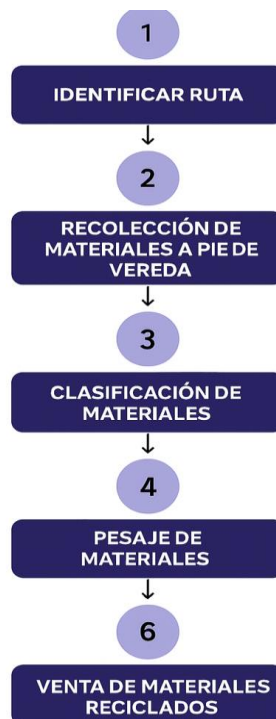 1
IDENTIFICAR RUTA
2
RECOLECCIÓN DE
MATERIALES A PIE DE
VEREDA
3
CLASIFICACIÓN DE
MATERIALES
4
PESAJE DE
MATERIALES
6
VENTA DE MATERIALES
RECICLADOS